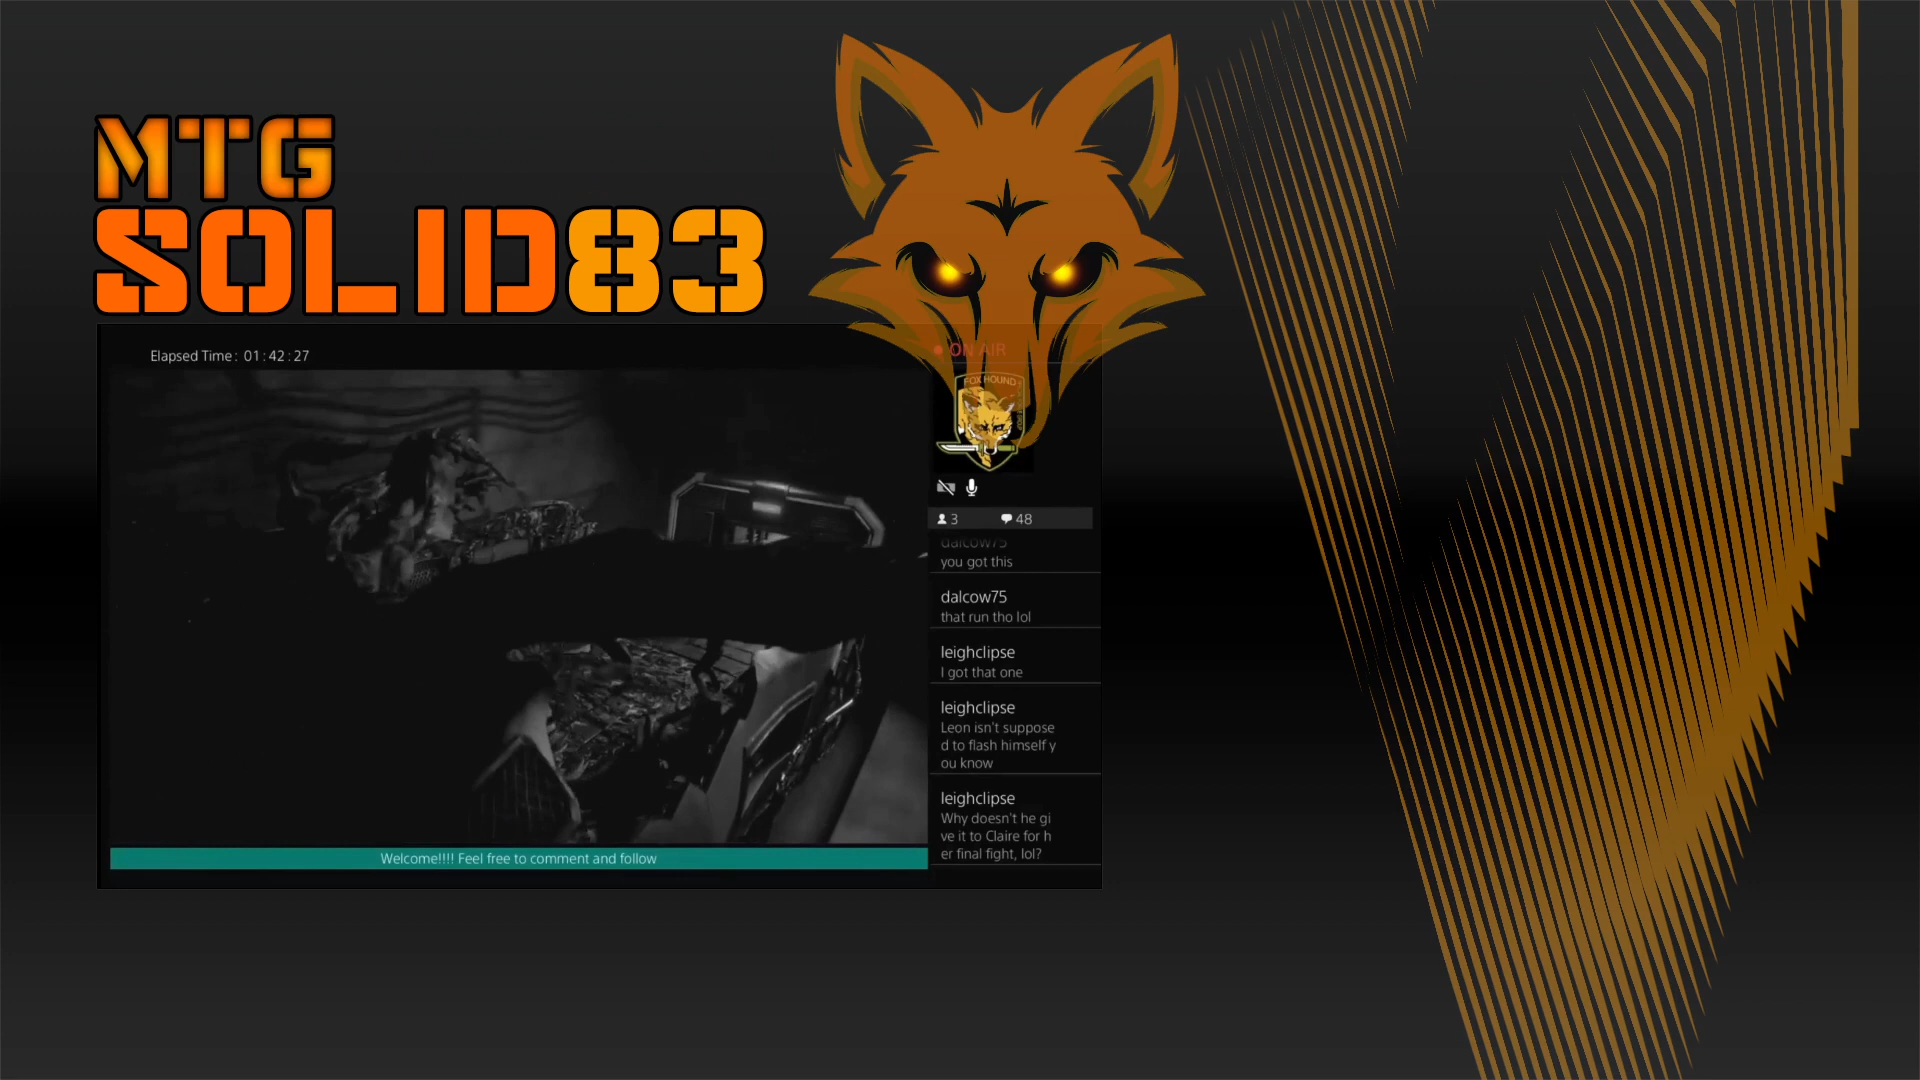 MTG
SOLID83
Elapsed Time: 01:42:27
ON AIR
FOX HOUND
3
48
dalcow75
you got this
dalcow75
that run tho lol
leighclipse
I got that one
leighclipse
Leon isn't suppose
d to flash himself y
ou know
leighclipse
Why doesn't he gi
ve it to Claire for h
er final fight, lol?
Welcome!!!! Feel free to comment and follow